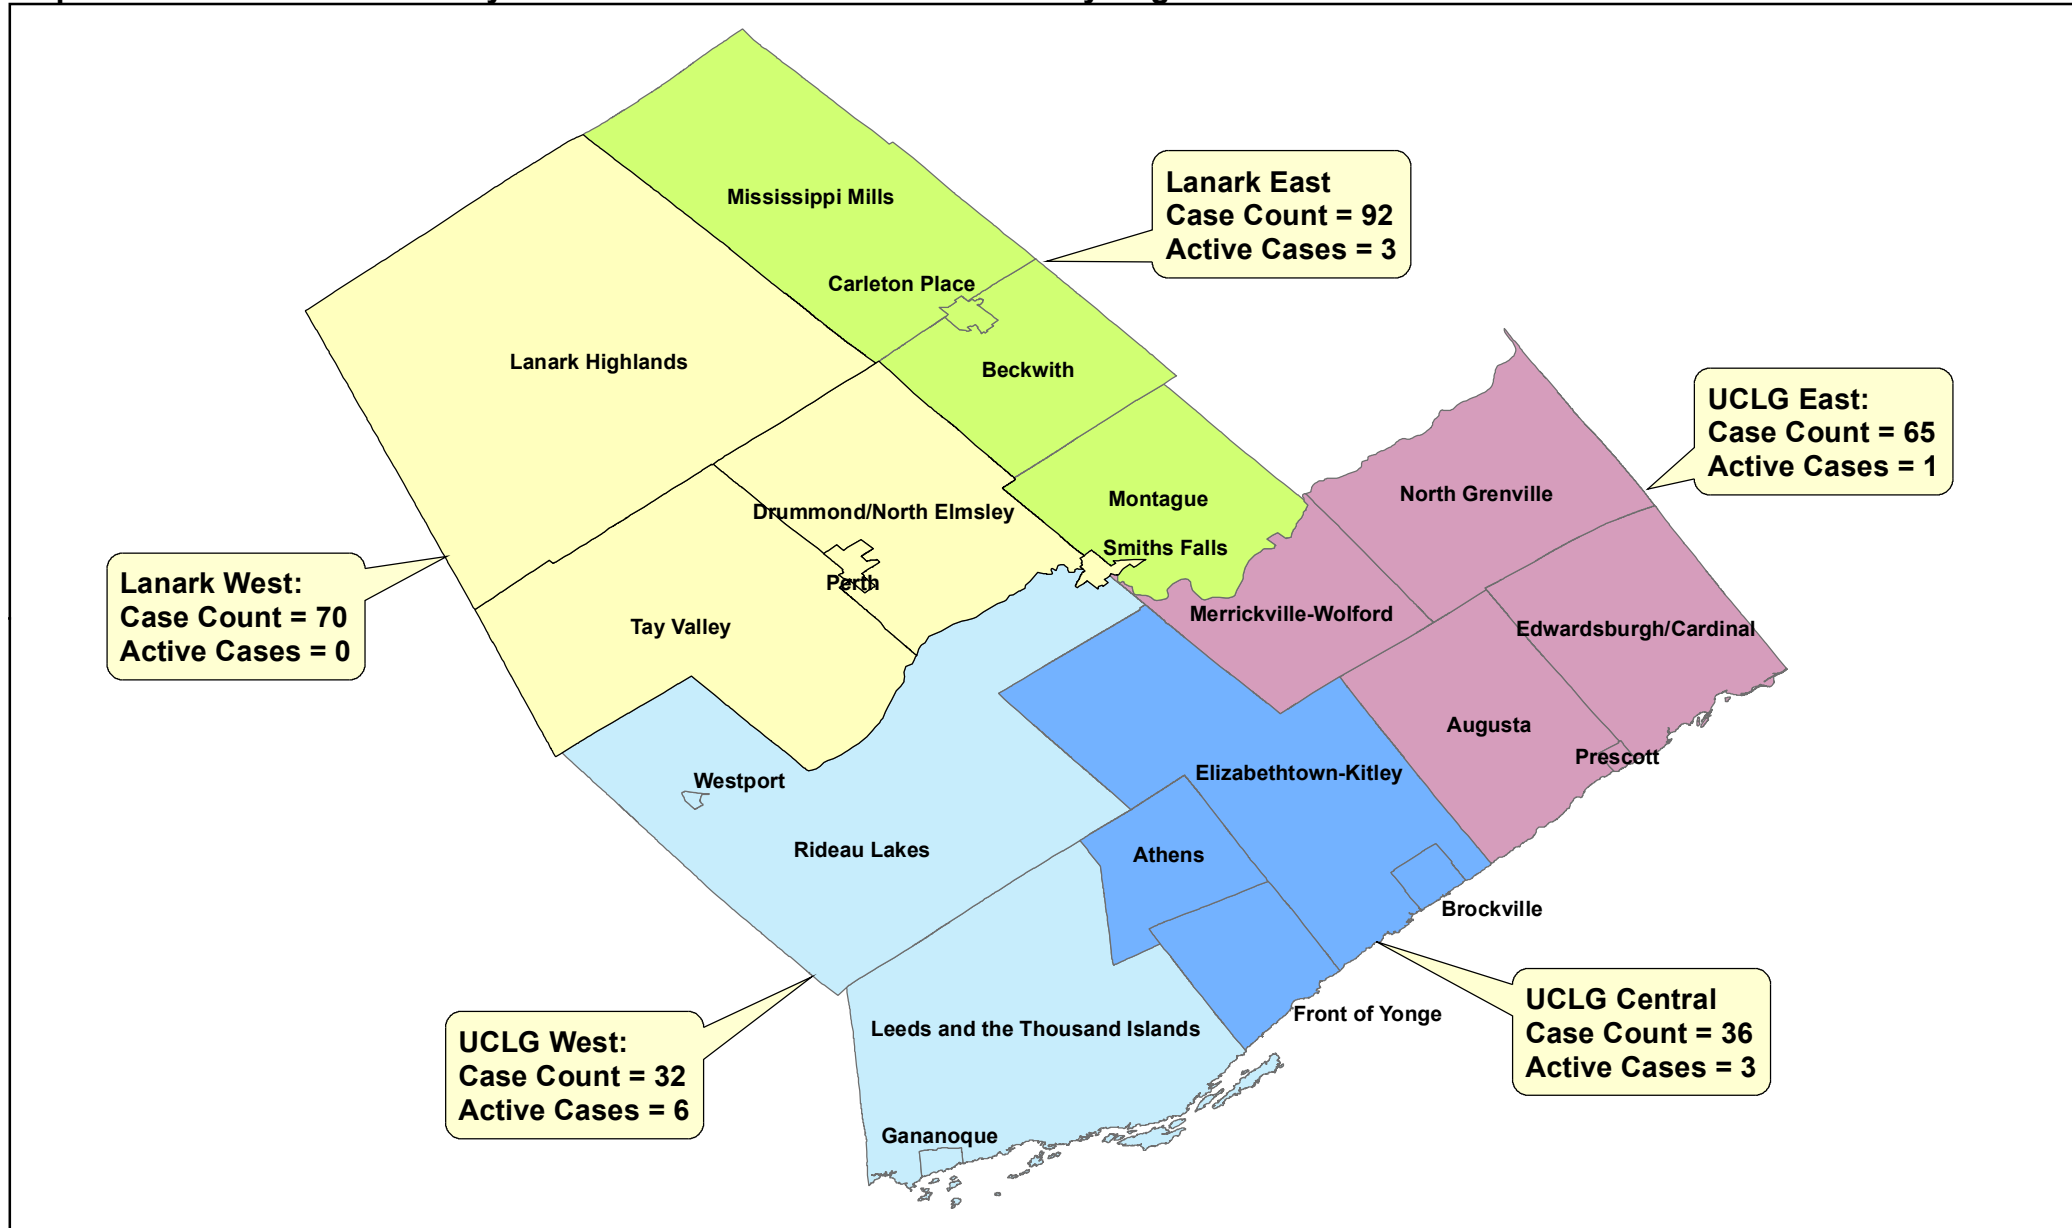 Mississippi Mills
Lanark East
Case Count = 92
Active Cases = 3
Carleton Place
Lanark Highlands
Beckwith
UCLG East:
Case Count = 65
Active Cases = 1
North Grenville
Montague
Drummond/North Elmsley
Smiths Falls
Perth
Lanark West:
Case Count = 70
Active Cases = 0
Tay Valley
Merrickville-Wolford
Edwardsburgh/Cardinal
Augusta
Prescott
Westport
Elizabethtown-Kitley
Rideau Lakes
Athens
Brockville
Front of Yonge
UCLG Central
Case Count = 36
Active Cases = 3
Leeds and the Thousand Islands
UCLG West:
Case Count = 32
Active Cases = 6
Gananoque